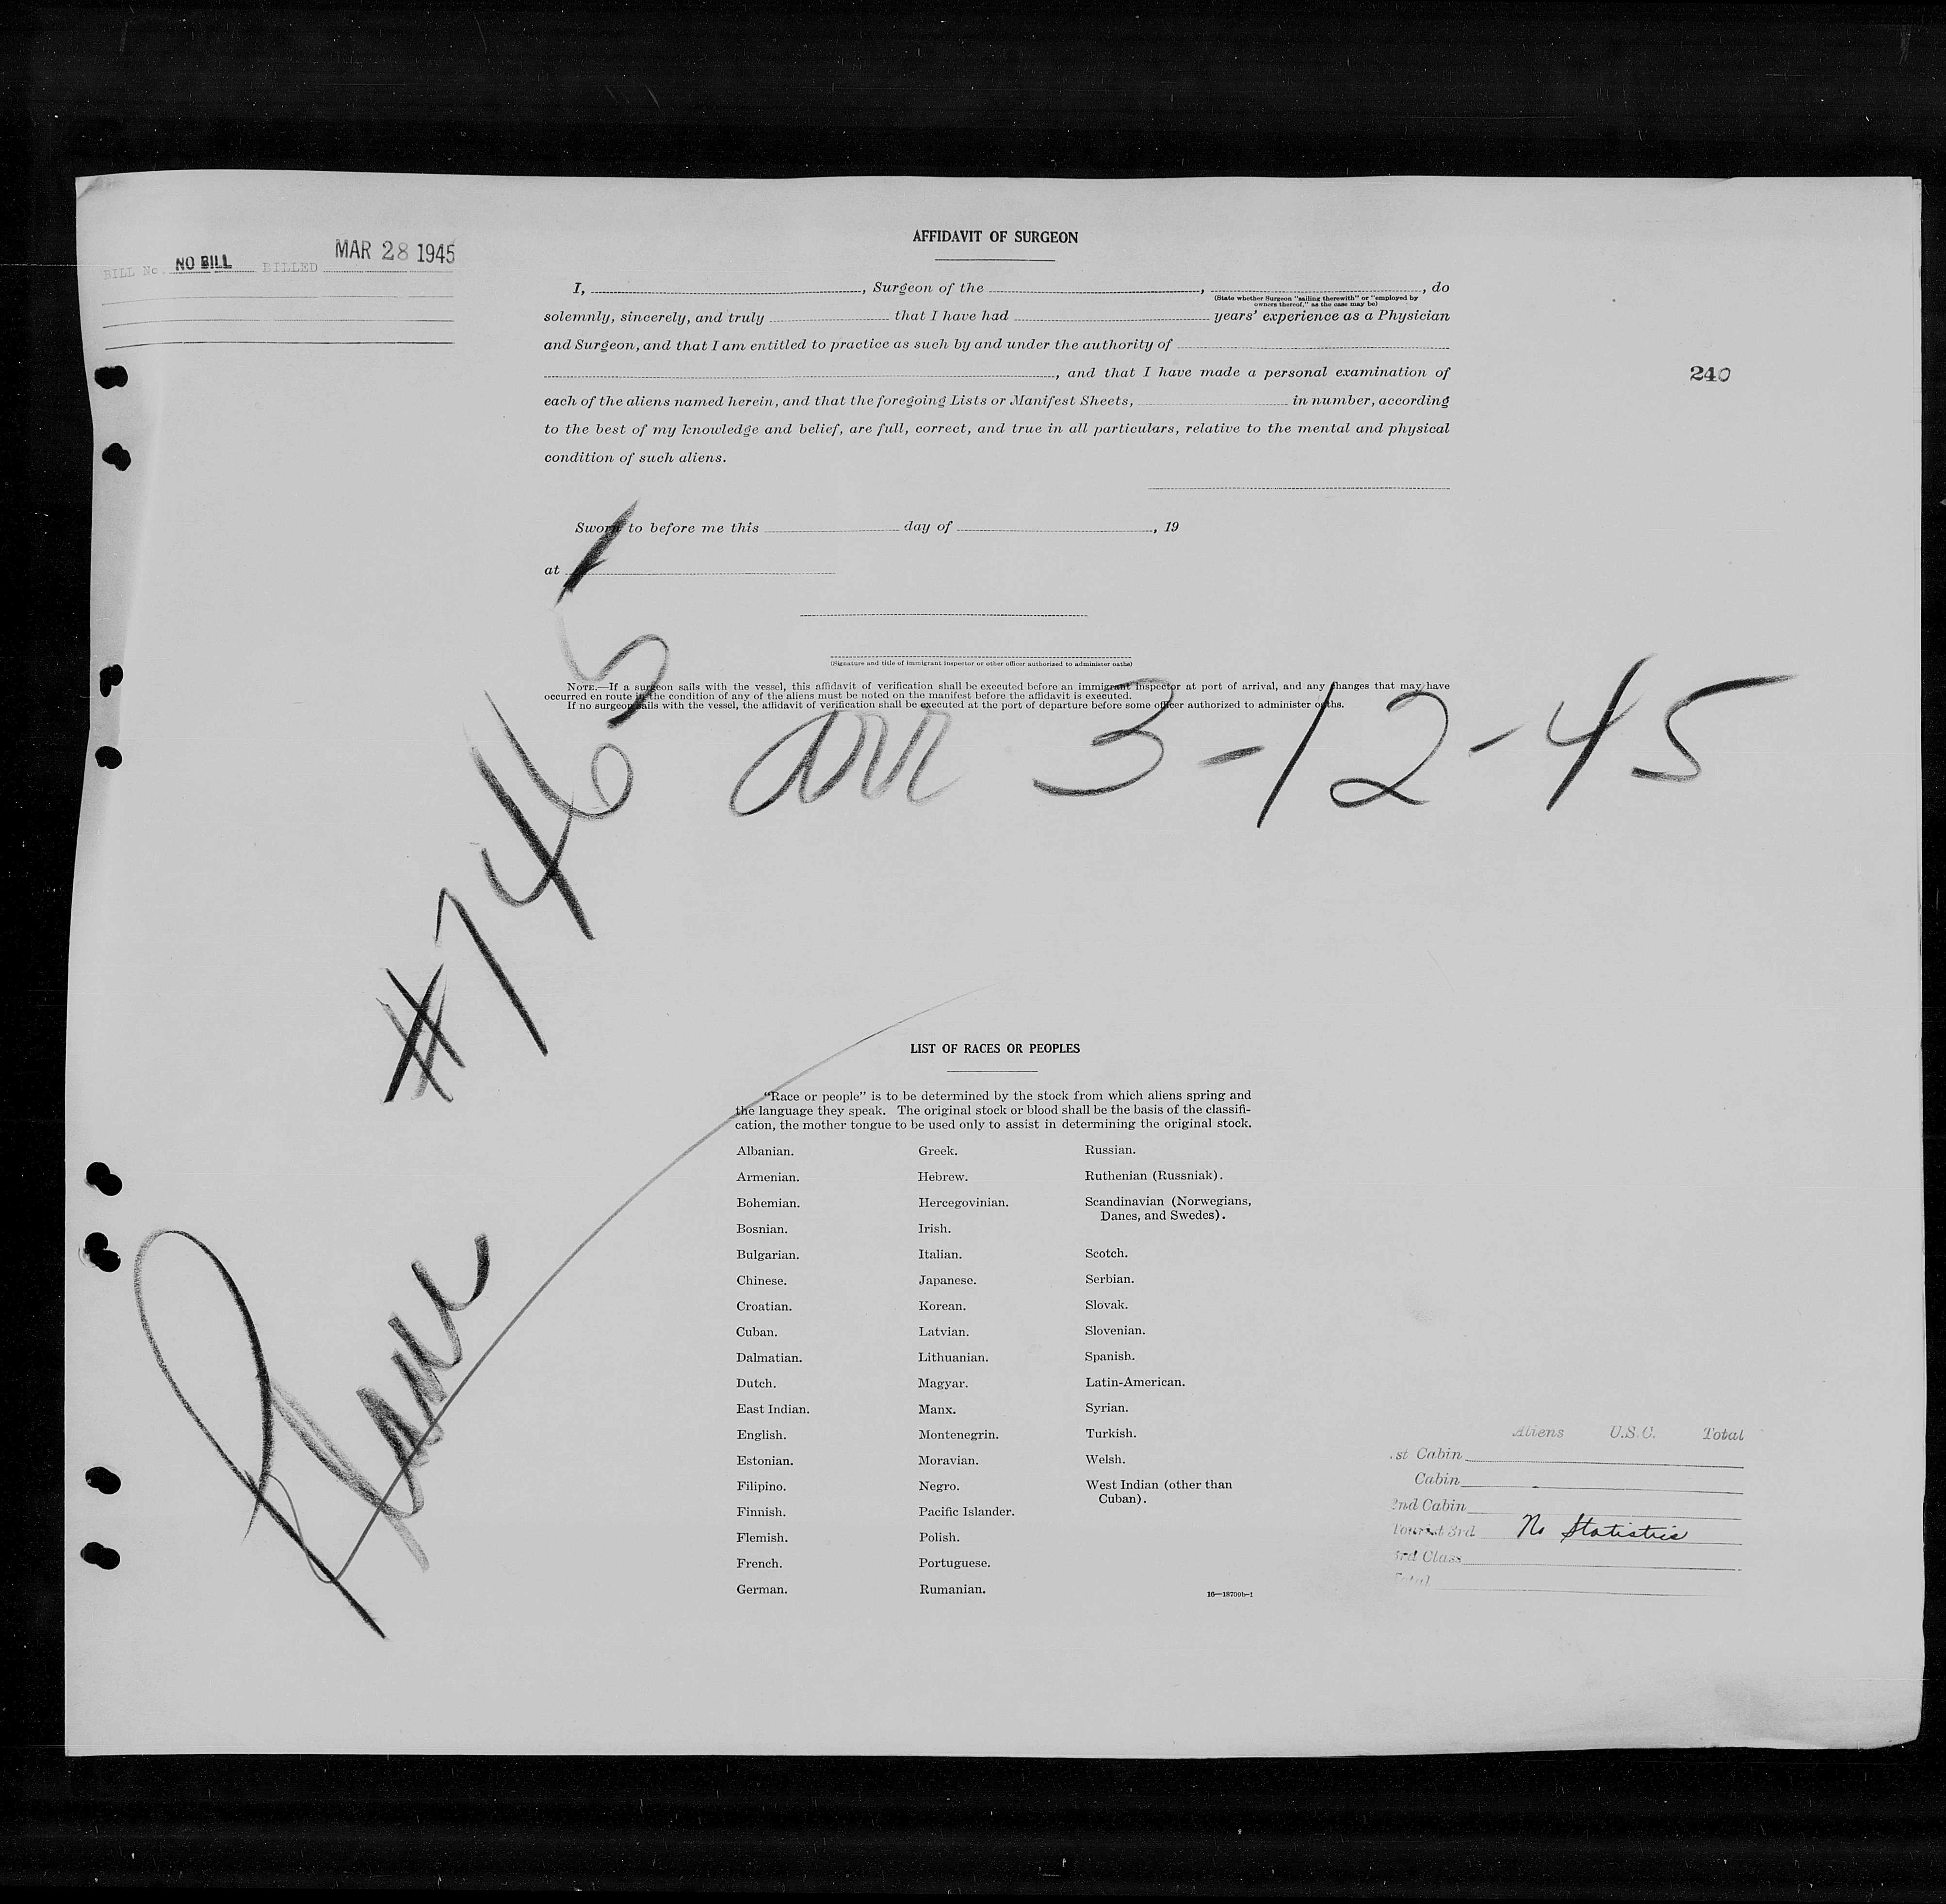 AFFIDAVIT OF SURGEON
BILL No. NO BILL BILLED MAR 28 1945
I, , Surgeon of the , , do
(State whether Surgeon "sailing therewith" or "employed by
owners thereof," as the case may be)
solemnly, sincerely, and truly that I have had years' experience as a Physician
and Surgeon, and that I am entitled to practice as such by and under the authority of
, and that I have made a personal examination of
240
each of the aliens named herein, and that the foregoing Lists or Manifest Sheets, in number, according
to the best of my knowledge and belief, are full, correct, and true in all particulars, relative to the mental and physical
condition of such aliens.
Sworn to before me this day of , 19
at
(Signature and title of immigrant inspector or other officer authorized to administer oaths)
NOTE.—If a surgeon sails with the vessel, this affidavit of verification shall be executed before an immigrant inspector at port of arrival, and any changes that may have
occurred en route in the condition of any of the aliens must be noted on the manifest before the affidavit is executed.
If no surgeon sails with the vessel, the affidavit of verification shall be executed at the port of departure before some officer authorized to administer oaths.
arr 3-12-45
LIST OF RACES OR PEOPLES
"Race or people" is to be determined by the stock from which aliens spring and
the language they speak. The original stock or blood shall be the basis of the classifi-
cation, the mother tongue to be used only to assist in determining the original stock.
Albanian.
Armenian.
Bohemian.
Bosnian.
Bulgarian.
Chinese.
Croatian.
Cuban.
Dalmatian.
Dutch.
East Indian.
English.
Estonian.
Filipino.
Finnish.
Flemish.
French.
German.
Greek.
Hebrew.
Hercegovinian.
Irish.
Italian.
Japanese.
Korean.
Latvian.
Lithuanian.
Magyar.
Manx.
Montenegrin.
Moravian.
Negro.
Pacific Islander.
Polish.
Portuguese.
Rumanian.
Russian.
Ruthenian (Russniak).
Scandinavian (Norwegians,
Danes, and Swedes).
Scotch.
Serbian.
Slovak.
Slovenian.
Spanish.
Latin-American.
Syrian.
Turkish.
Welsh.
West Indian (other than
Cuban).
16—18709b-1
Aliens U.S.C. Total
st Cabin
Cabin
2nd Cabin
Tourist 3rd No Statistics
3rd Class
Total